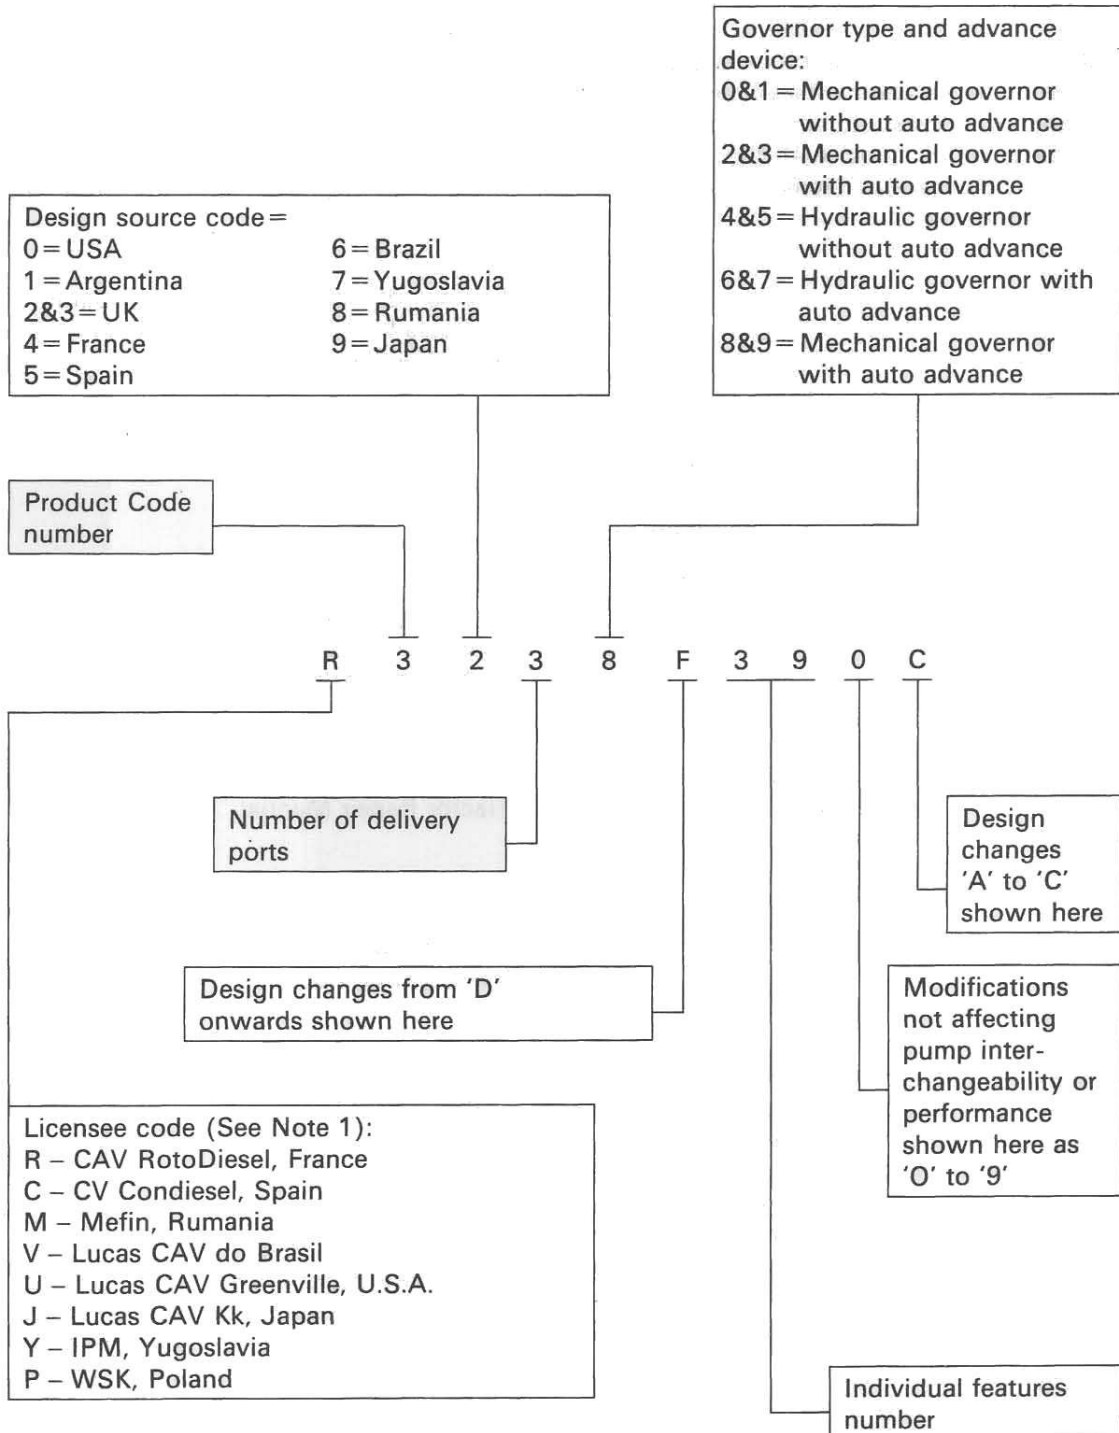 Governor type and advance
device:
0&1=Mechanical governor
without auto advance
2&3=Mechanical governor
with auto advance
4&5=Hydraulic governor
without auto advance
6&7=Hydraulic governor with
auto advance
8&9=Mechanical governor
with auto advance
Design source code=
0=USA
1=Argentina
2&3=UK
4=France
5=Spain
6=Brazil
7=Yugoslavia
8=Rumania
9=Japan
Product Code
number
R 3 2 3 8 F 3 9 0 C
Number of delivery
ports
Design
changes
'A' to 'C'
shown here
Design changes from 'D'
onwards shown here
Modifications
not affecting
pump inter-
changeability or
performance
shown here as
'O' to '9'
Licensee code (See Note 1):
R – CAV RotoDiesel, France
C – CV Condiesel, Spain
M – Mefin, Rumania
V – Lucas CAV do Brasil
U – Lucas CAV Greenville, U.S.A.
J – Lucas CAV Kk, Japan
Y – IPM, Yugoslavia
P – WSK, Poland
Individual features
number